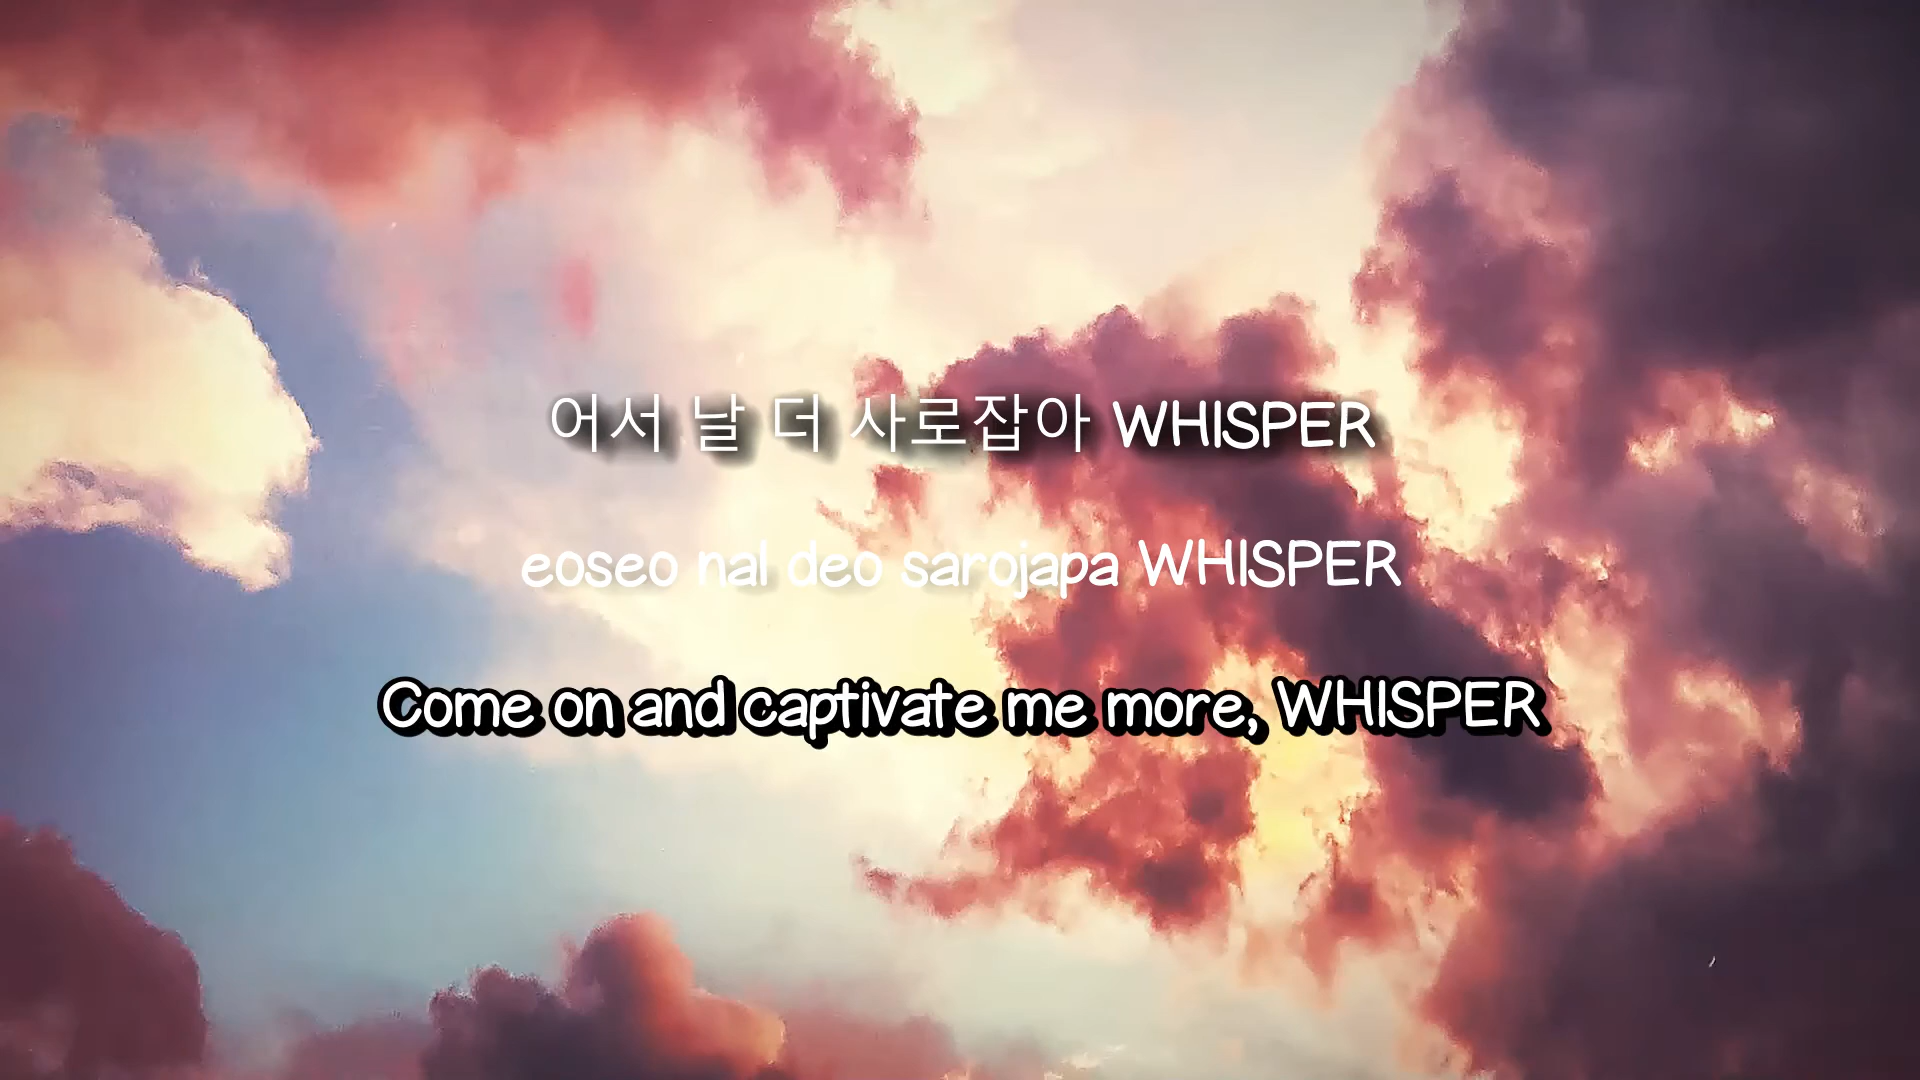 어서 날 더 사로잡아 WHISPER
eoseo nal deo sarojapa WHISPER
Come on and captivate me more, WHISPER